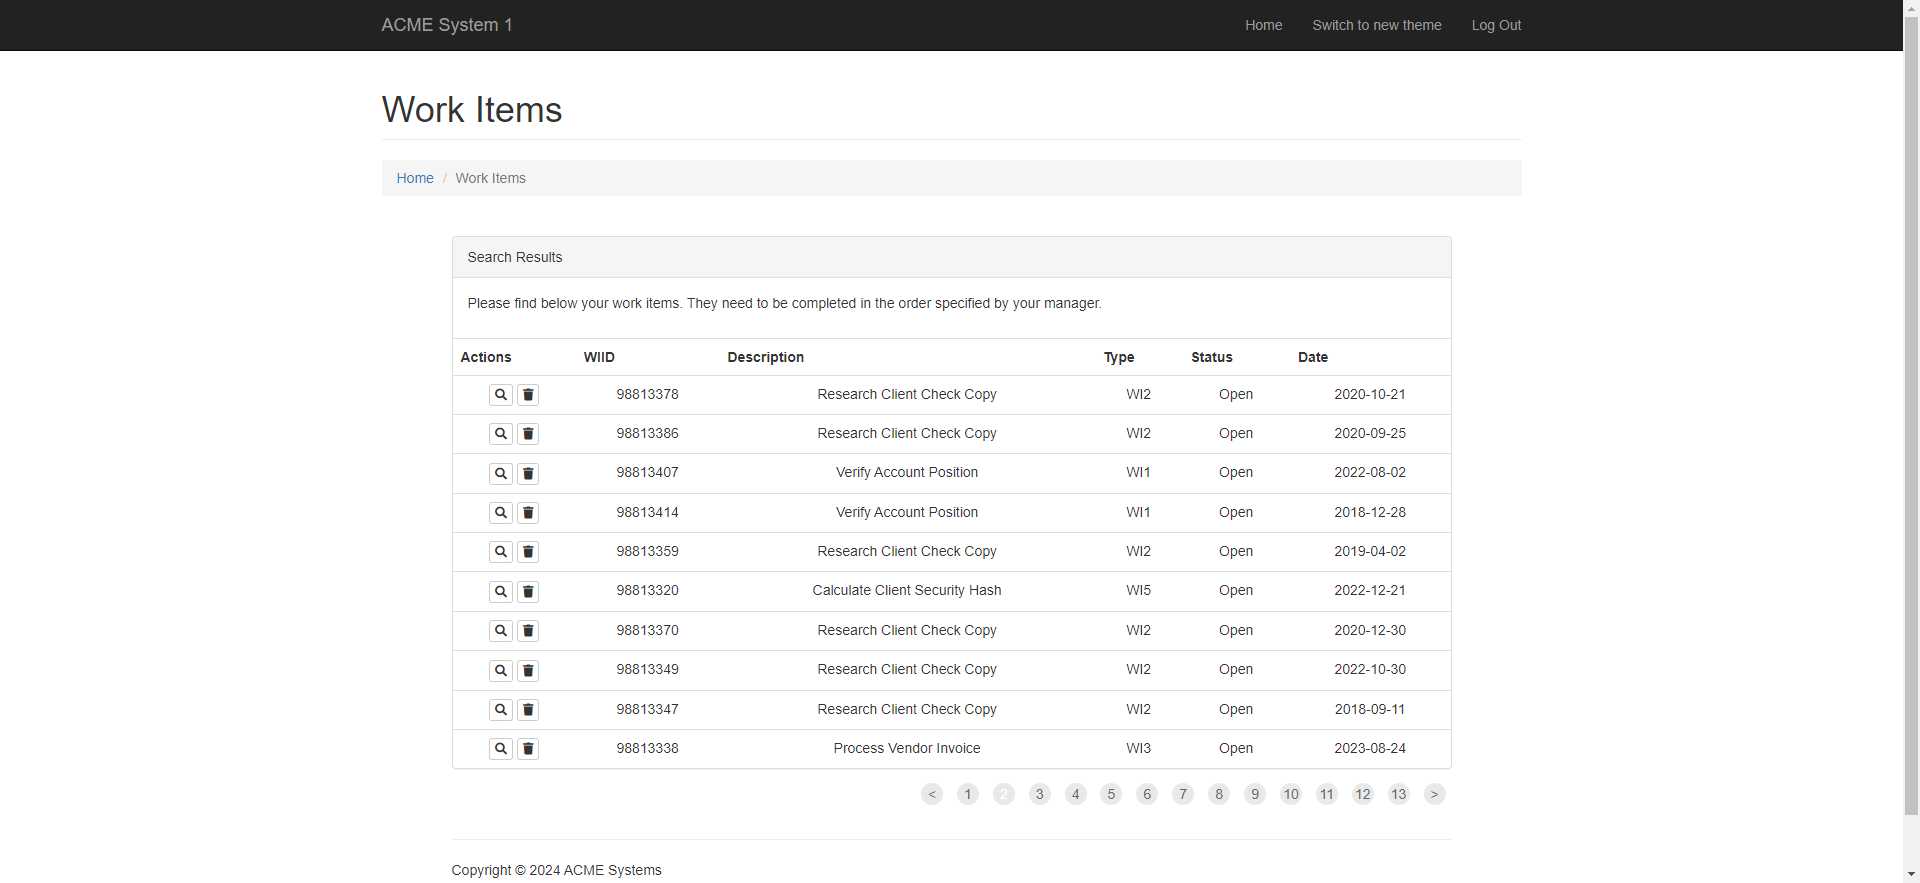 ACME System 1 Home Switch to new theme Log Out
Work Items
Home / Work Items
Search Results
Please find below your work items. They need to be completed in the order specified by your manager.
Actions WIID Description Type Status Date
98813378 Research Client Check Copy WI2 Open 2020-10-21
98813386 Research Client Check Copy WI2 Open 2020-09-25
98813407 Verify Account Position WI1 Open 2022-08-02
98813414 Verify Account Position WI1 Open 2018-12-28
98813359 Research Client Check Copy WI2 Open 2019-04-02
98813320 Calculate Client Security Hash WI5 Open 2022-12-21
98813370 Research Client Check Copy WI2 Open 2020-12-30
98813349 Research Client Check Copy WI2 Open 2022-10-30
98813347 Research Client Check Copy WI2 Open 2018-09-11
98813338 Process Vendor Invoice WI3 Open 2023-08-24
< 1 2 3 4 5 6 7 8 9 10 11 12 13 >
Copyright © 2024 ACME Systems